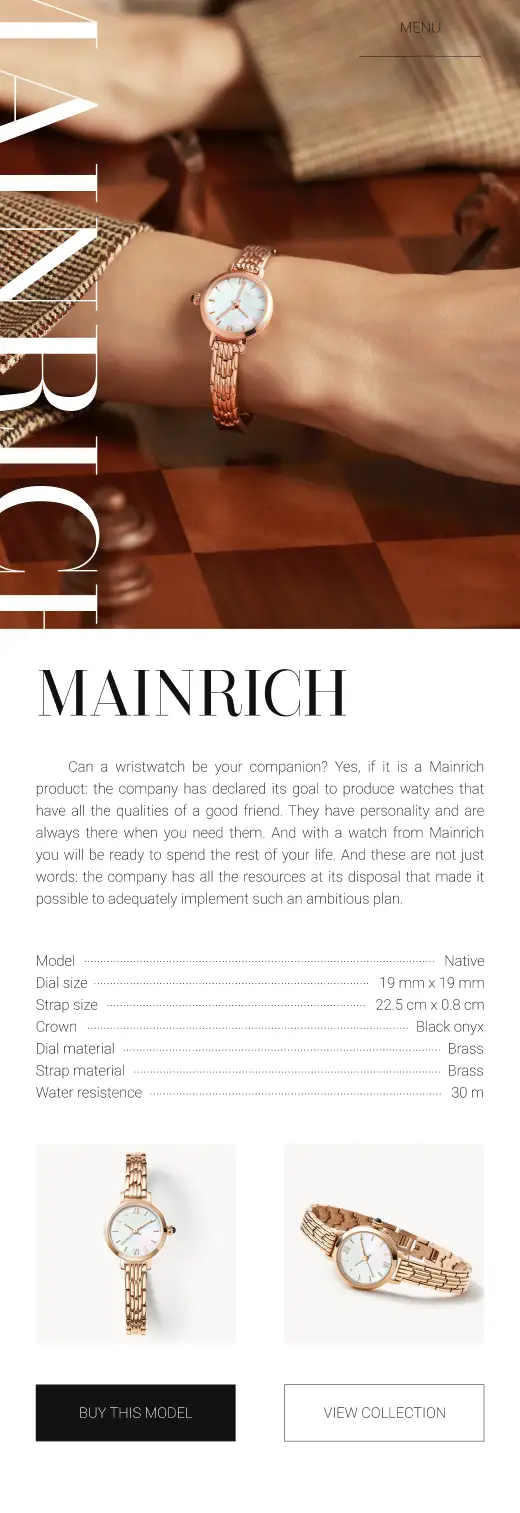 MENU
MAINRICH
MAINRICH
Can a wristwatch be your companion? Yes, if it is a Mainrich
product: the company has declared its goal to produce watches that
have all the qualities of a good friend. They have personality and are
always there when you need them. And with a watch from Mainrich
you will be ready to spend the rest of your life. And these are not just
words: the company has all the resources at its disposal that made it
possible to adequately implement such an ambitious plan.
Model Native
Dial size 19 mm x 19 mm
Strap size 22.5 cm x 0.8 cm
Crown Black onyx
Dial material Brass
Strap material Brass
Water resistence 30 m
BUY THIS MODEL
VIEW COLLECTION